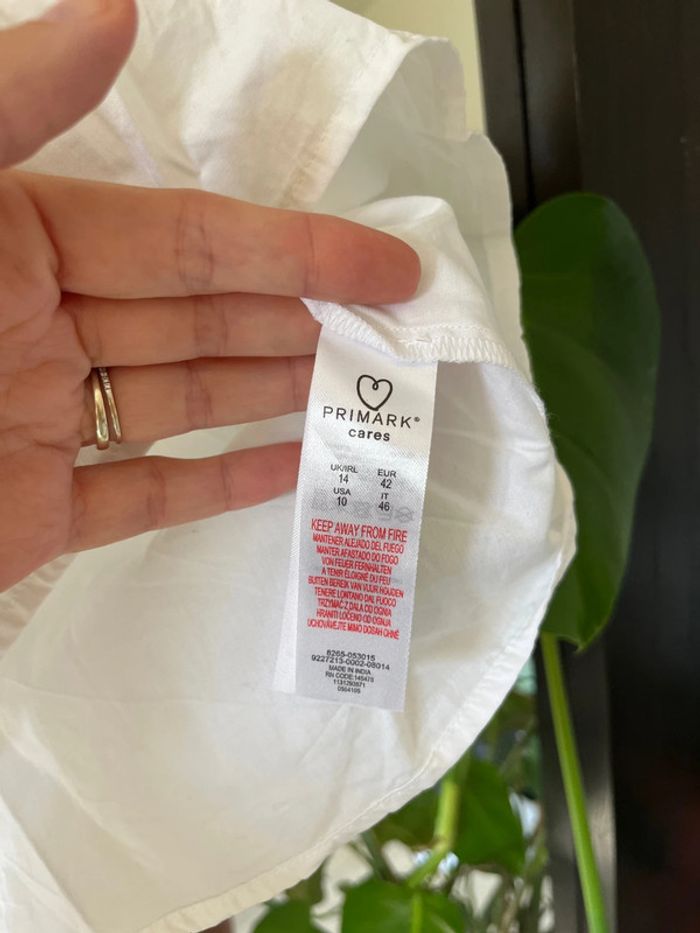 PRIMARK®
cares
UK/IRL EUR
14 42
USA IT
10 46
KEEP AWAY FROM FIRE
MANTENER ALEJADO DEL FUEGO
MANTER AFASTADO DO FOGO
VON FEUER FERNHALTEN
A TENIR ÉLOIGNÉ DU FEU
BUITEN BEREIK VAN VUUR HOUDEN
TENERE LONTANO DAL FUOCO
TRZYMAĆ Z DALA OD OGNIA
HRANITI LOČENO OD OGNJA
UCHOVÁVEJTE MIMO DOSAH OHNĚ
8265-053015
9227213-0002-08014
MADE IN INDIA
RN CODE:145475